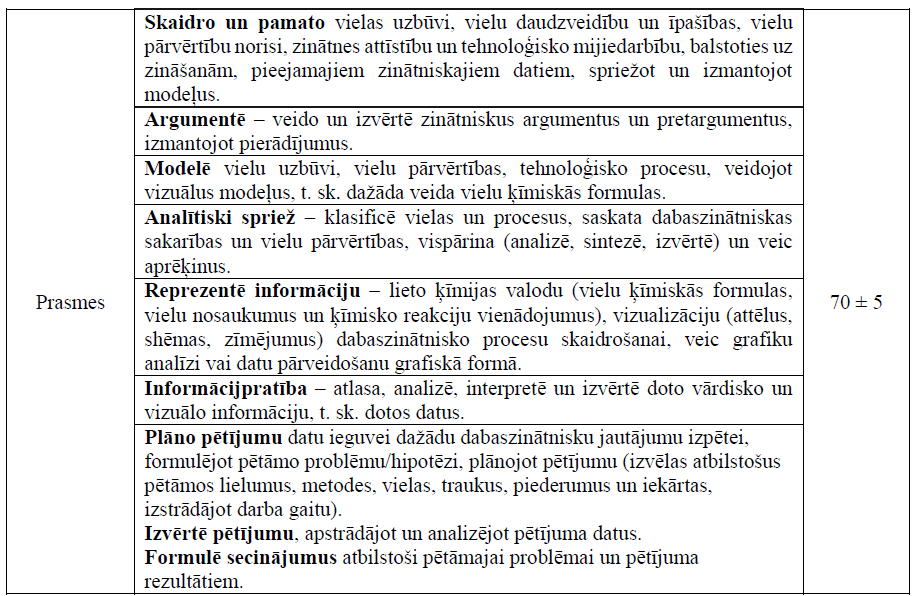 Skaidro un pamato vielas uzbūvi, vielu daudzveidību un īpašības, vielu
pārvērtību norisi, zinātnes attīstību un tehnoloģisko mijiedarbību, balstoties uz
zināšanām, pieejamajiem zinātniskajiem datiem, spriežot un izmantojot
modeļus.
Argumentē – veido un izvērtē zinātniskus argumentus un pretargumentus,
izmantojot pierādījumus.
Modelē vielu uzbūvi, vielu pārvērtības, tehnoloģisko procesu, veidojot
vizuālus modeļus, t. sk. dažāda veida vielu ķīmiskās formulas.
Analītiski spriež – klasificē vielas un procesus, saskata dabaszinātniskas
sakarības un vielu pārvērtības, vispārina (analizē, sintezē, izvērtē) un veic
aprēķinus.
Prasmes
Reprezentē informāciju – lieto ķīmijas valodu (vielu ķīmiskās formulas,
vielu nosaukumus un ķīmisko reakciju vienādojumus), vizualizāciju (attēlus,
shēmas, zīmējumus) dabaszinātnisko procesu skaidrošanai, veic grafiku
analīzi vai datu pārveidošanu grafiskā formā.
70 ± 5
Informācijpratība – atlasa, analizē, interpretē un izvērtē doto vārdisko un
vizuālo informāciju, t. sk. dotos datus.
Plāno pētījumu datu ieguvei dažādu dabaszinātnisku jautājumu izpētei,
formulējot pētāmo problēmu/hipotēzi, plānojot pētījumu (izvēlas atbilstošus
pētāmos lielumus, metodes, vielas, traukus, piederumus un iekārtas,
izstrādājot darba gaitu).
Izvērtē pētījumu, apstrādājot un analizējot pētījuma datus.
Formulē secinājumus atbilstoši pētāmajai problēmai un pētījuma
rezultātiem.